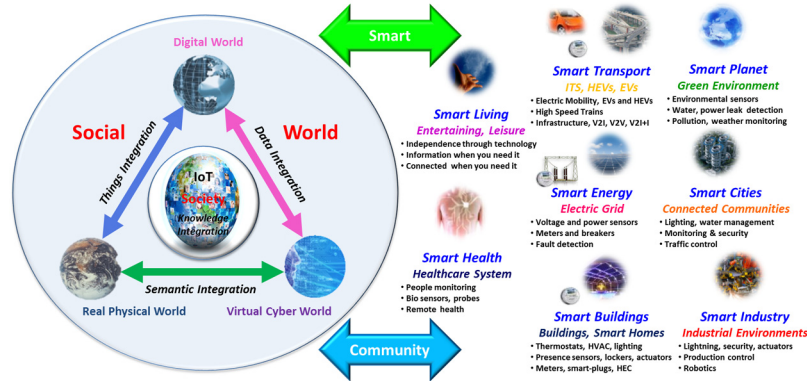 Digital World
Social World
Things Integration
Data Integration
IoT
Society
Knowledge
Integration
Semantic Integration
Real Physical World
Virtual Cyber World
Smart
Community
Smart Living
Entertaining, Leisure
• Independence through technology
• Information when you need it
• Connected when you need it
Smart Health
Healthcare System
• People monitoring
• Bio sensors, probes
• Remote health
Smart Transport
ITS, HEVs, EVs
• Electric Mobility, EVs and HEVs
• High Speed Trains
• Infrastructure, V2I, V2V, V2I+I
Smart Energy
Electric Grid
• Voltage and power sensors
• Meters and breakers
• Fault detection
Smart Buildings
Buildings, Smart Homes
• Thermostats, HVAC, lighting
• Presence sensors, lockers, actuators
• Meters, smart-plugs, HEC
Smart Planet
Green Environment
• Environmental sensors
• Water, power leak detection
• Pollution, weather monitoring
Smart Cities
Connected Communities
• Lighting, water management
• Monitoring & security
• Traffic control
Smart Industry
Industrial Environments
• Lightning, security, actuators
• Production control
• Robotics